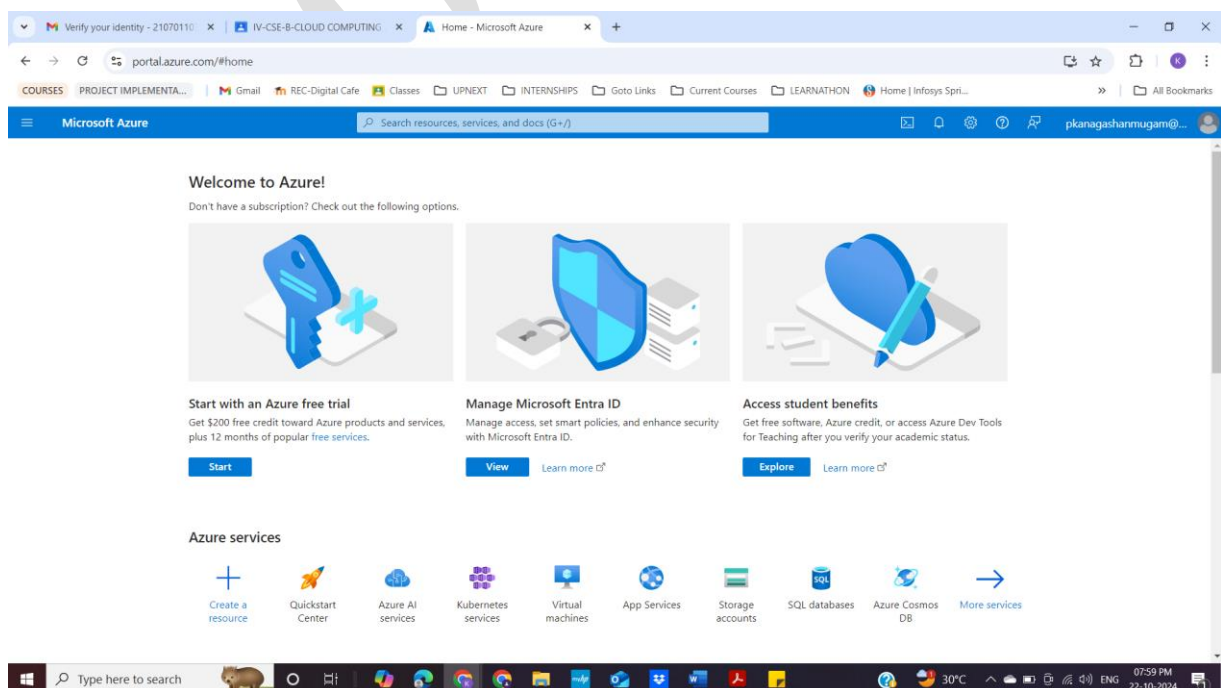 Verify your identity - 21070110
IV-CSE-B-CLOUD COMPUTING
Home - Microsoft Azure
portal.azure.com/#home
K
COURSES PROJECT IMPLEMENTA... Gmail REC-Digital Cafe Classes UPNEXT INTERNSHIPS Goto Links Current Courses LEARNATHON Home | Infosys Spri... » All Bookmarks
Microsoft Azure
Search resources, services, and docs (G+/)
pkanagashanmugam@...
Welcome to Azure!
Don't have a subscription? Check out the following options.
Start with an Azure free trial
Get $200 free credit toward Azure products and services,
plus 12 months of popular free services.
Start
Manage Microsoft Entra ID
Manage access, set smart policies, and enhance security
with Microsoft Entra ID.
View Learn more
Access student benefits
Get free software, Azure credit, or access Azure Dev Tools
for Teaching after you verify your academic status.
Explore Learn more
Azure services
SQL
Create a
resource
Quickstart
Center
Azure AI
services
Kubernetes
services
Virtual
machines
App Services
Storage
accounts
SQL databases
Azure Cosmos
DB
More services
Type here to search
30°C
ENG
07:59 PM
22-10-2024